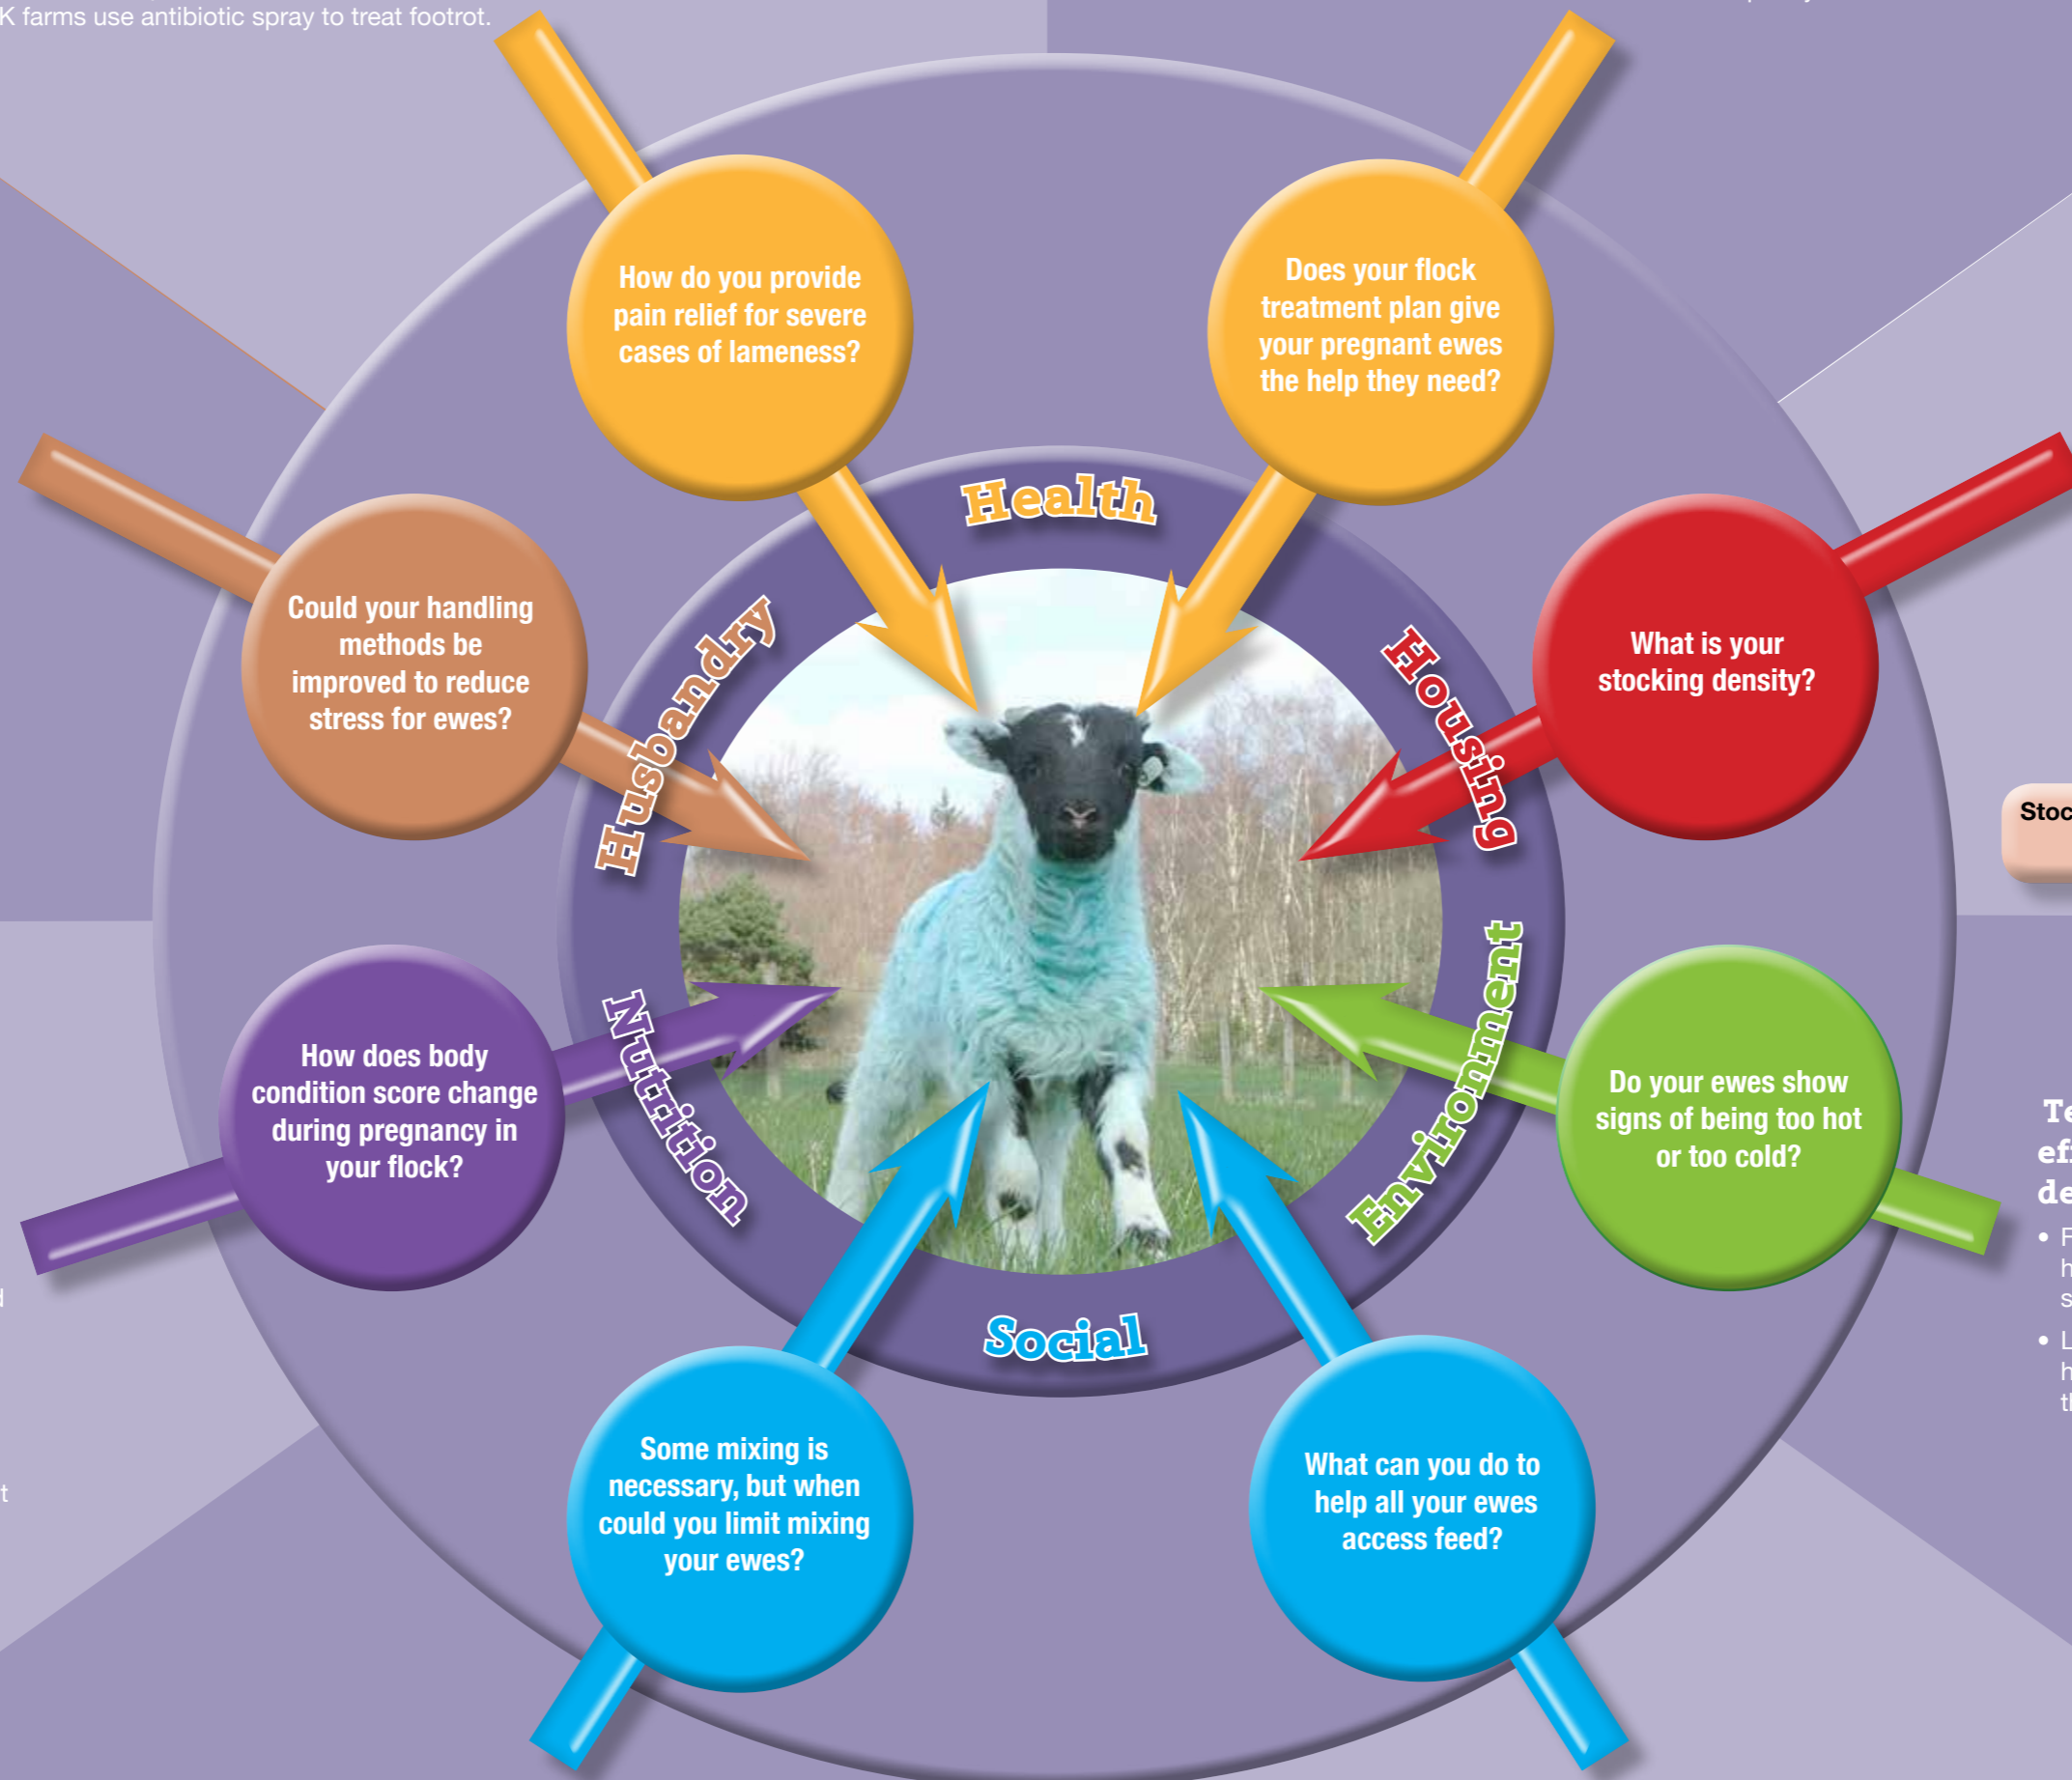 K farms use antibiotic spray to treat footrot.
How do you provide
pain relief for severe
cases of lameness?
Does your flock
treatment plan give
your pregnant ewes
the help they need?
Health
Could your handling
methods be
improved to reduce
stress for ewes?
Husbandry
Housing
What is your
stocking density?
Stoc
How does body
condition score change
during pregnancy in
your flock?
Nutrition
Environment
Do your ewes show
signs of being too hot
or too cold?
Te
de
• F
h
s
• L
h
Social
Some mixing is
necessary, but when
could you limit mixing
your ewes?
What can you do to
help all your ewes
access feed?